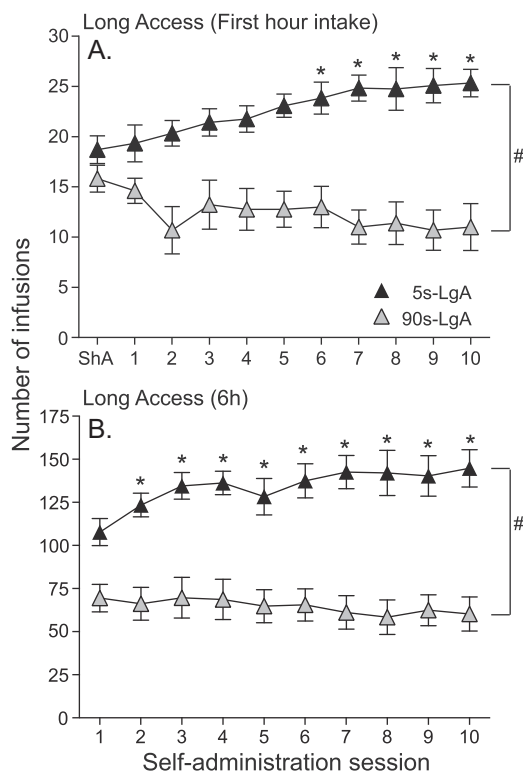 Long Access (First hour intake)
A.
30
25
20
15
10
5
0
* * * * *
#
5s-LgA
90s-LgA
ShA 1 2 3 4 5 6 7 8 9 10
Number of infusions
Long Access (6h)
B.
175
150
125
100
75
50
25
0
* * * * * * * * *
#
1 2 3 4 5 6 7 8 9 10
Self-administration session